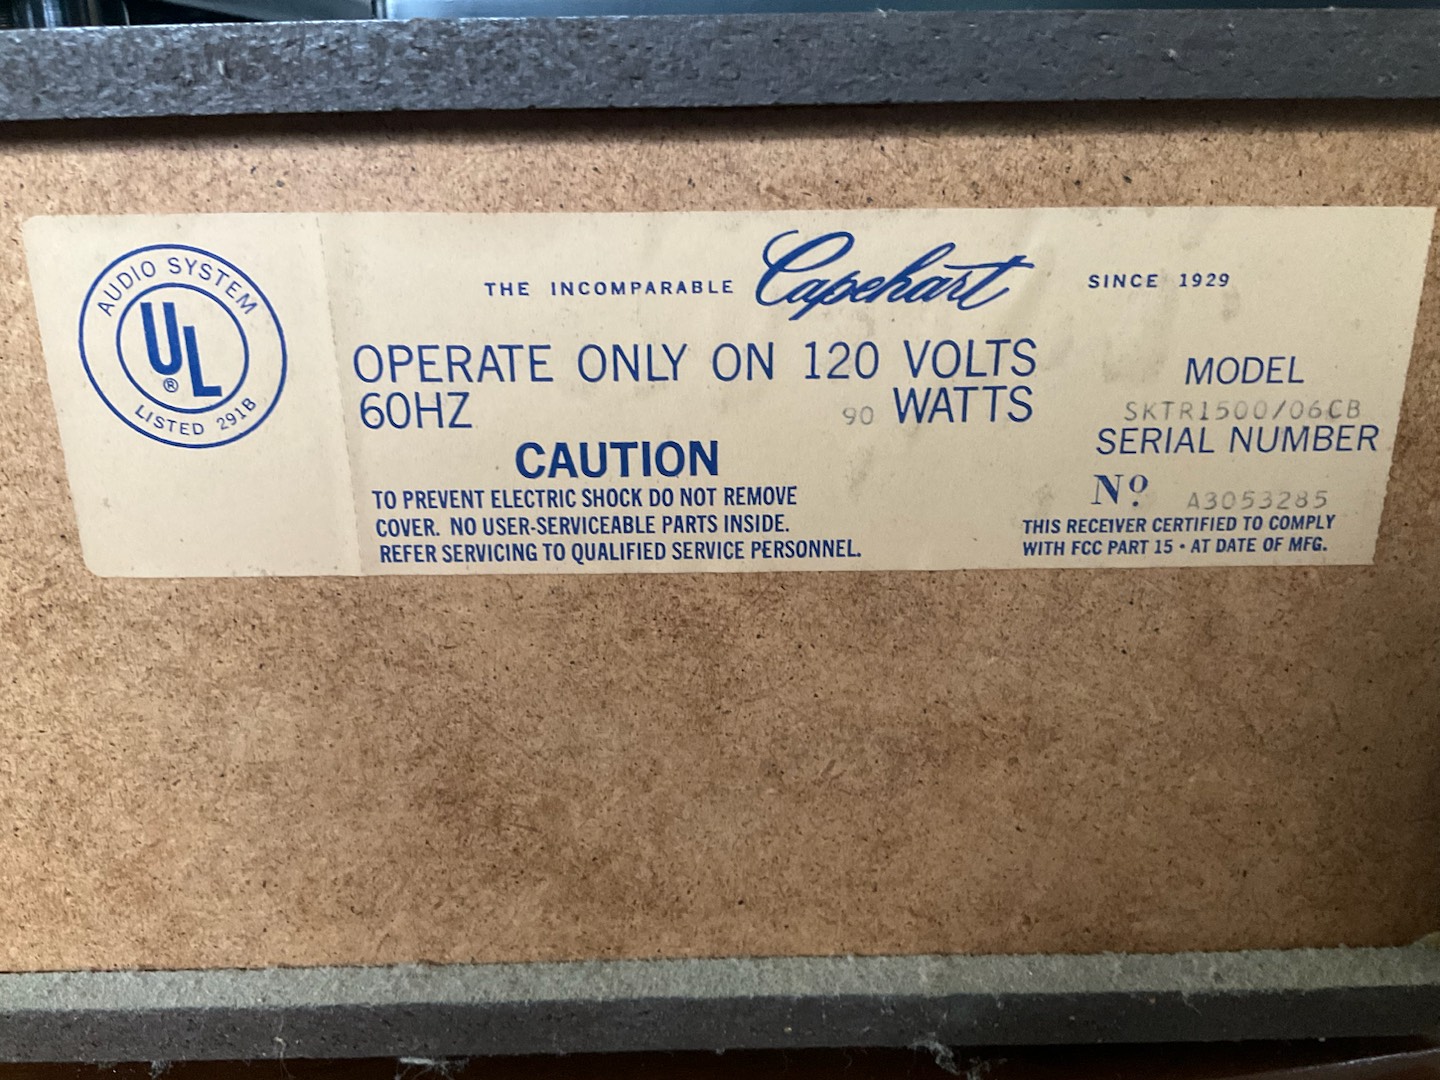 AUDIO SYSTEM
UL
®
LISTED 291B
THE INCOMPARABLE Capehart SINCE 1929
OPERATE ONLY ON 120 VOLTS
60HZ 90 WATTS
CAUTION
TO PREVENT ELECTRIC SHOCK DO NOT REMOVE
COVER. NO USER-SERVICEABLE PARTS INSIDE.
REFER SERVICING TO QUALIFIED SERVICE PERSONNEL.
MODEL
SKTR1500/06CB
SERIAL NUMBER
Nº. A3053285
THIS RECEIVER CERTIFIED TO COMPLY
WITH FCC PART 15 • AT DATE OF MFG.